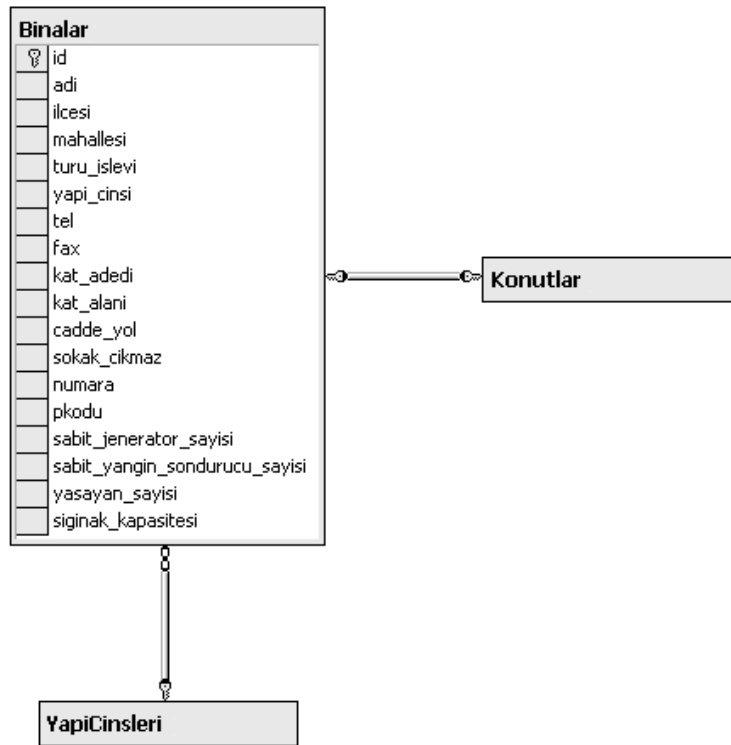 Binalar
id
adi
ilcesi
mahallesi
turu_islevi
yapi_cinsi
tel
fax
kat_adedi
kat_alani
cadde_yol
sokak_cikmaz
numara
pkodu
sabit_jenerator_sayisi
sabit_yangin_sondurucu_sayisi
yasayan_sayisi
siginak_kapasitesi
Konutlar
YapiCinsleri